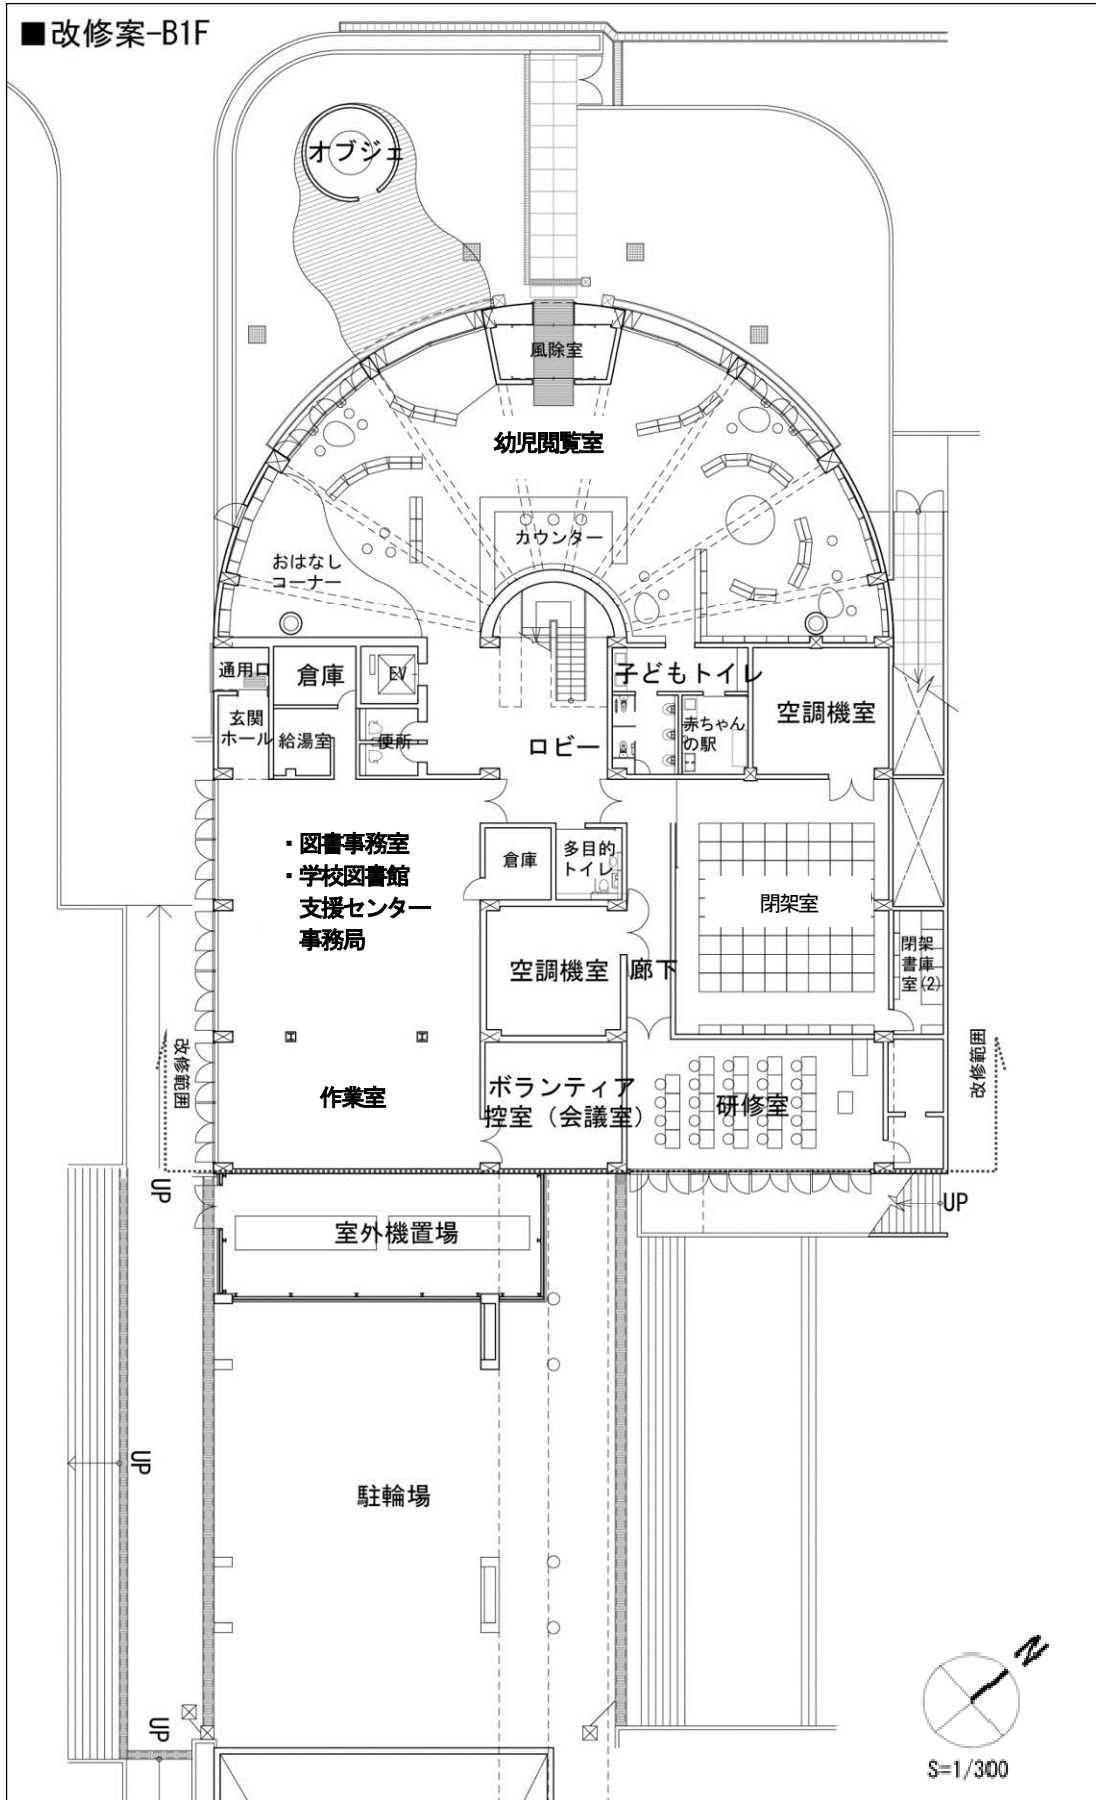 ■改修案-B1F
オブジェ
風除室
幼児閲覧室
カウンター
おはなし
コーナー
通用口
倉庫
EV
子どもトイレ
空調機室
玄関
ホール
給湯室
便所
ロビー
赤ちゃん
の駅
・図書事務室
・学校図書館
支援センター
事務局
倉庫
多目的
トイレ
閉架室
空調機室
廊下
閉架
書庫
室(2)
改修範囲
改修範囲
作業室
ボランティア
控室（会議室）
研修室
UP
UP
室外機置場
UP
駐輪場
UP
N
S=1/300